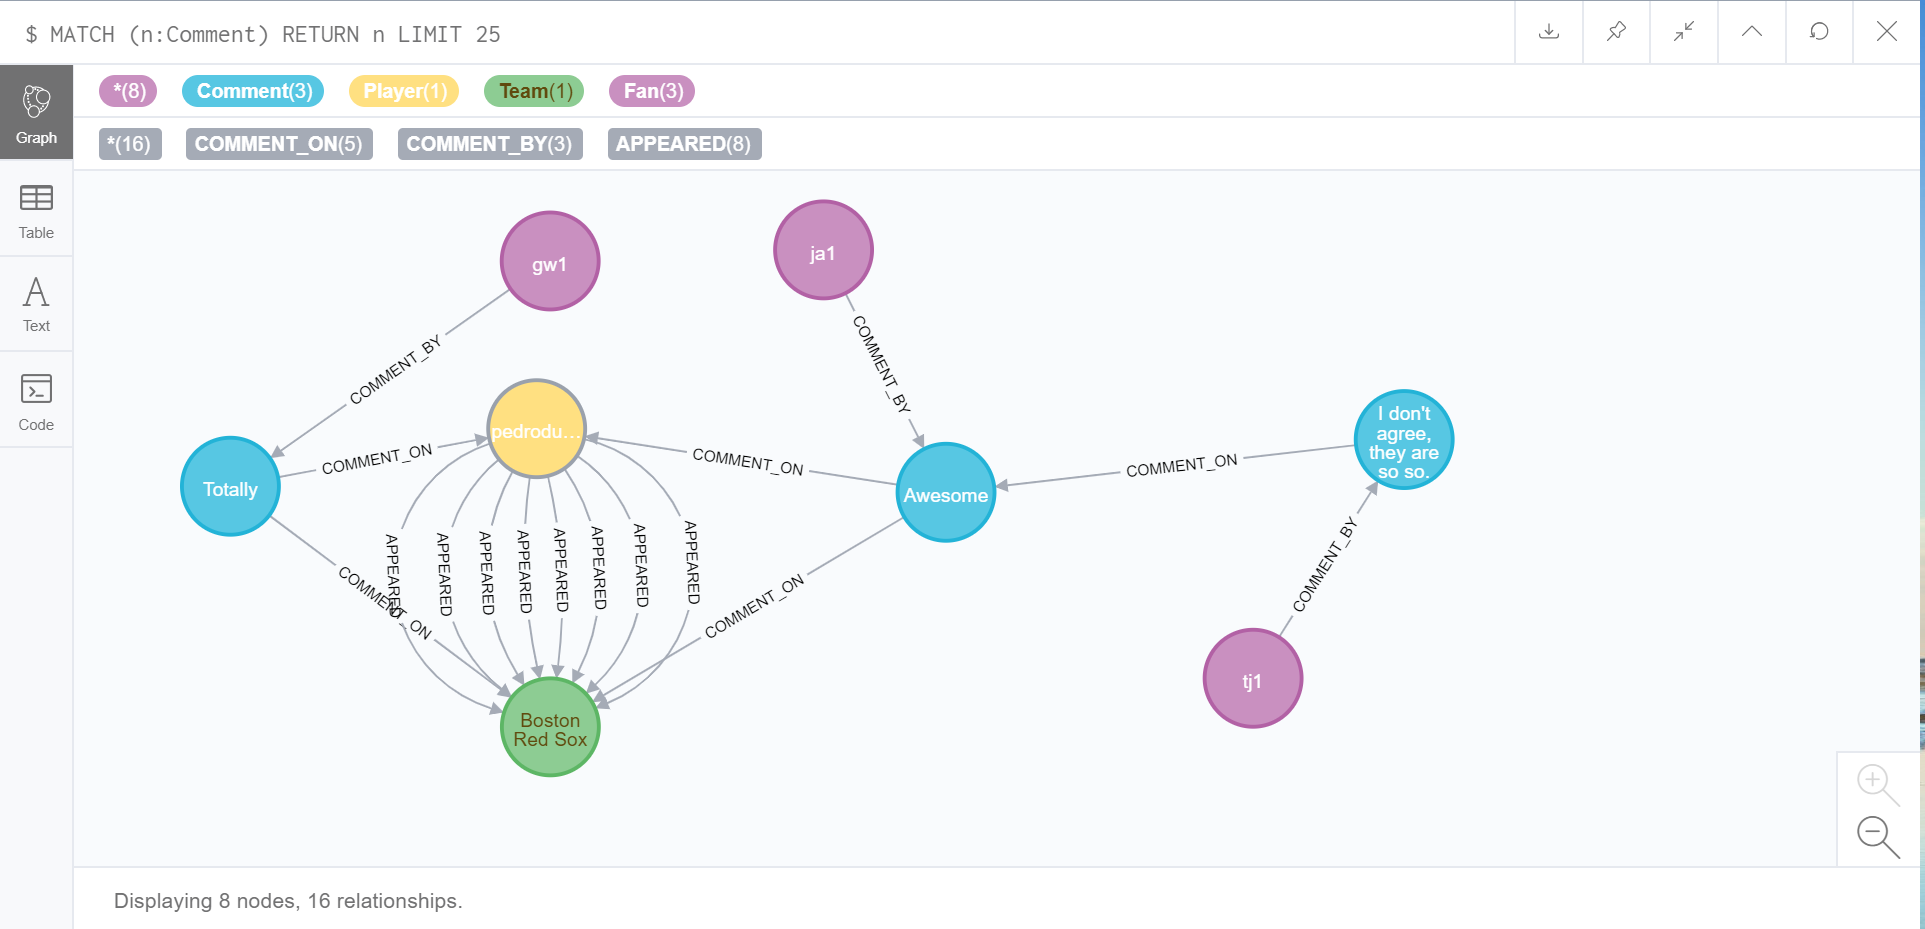 $ MATCH (n:Comment) RETURN n LIMIT 25
*(8) Comment(3) Player(1) Team(1) Fan(3)
*(16) COMMENT_ON(5) COMMENT_BY(3) APPEARED(8)
Graph
Table
Text
Code
gw1
ja1
COMMENT_BY
COMMENT_BY
pedrodu...
I don't
agree,
they are
so so.
COMMENT_ON
COMMENT_ON
COMMENT_ON
Totally
Awesome
APPEARED
APPEARED
APPEARED
APPEARED
APPEARED
APPEARED
APPEARED
APPEARED
COMMENT_ON
COMMENT_ON
COMMENT_BY
tj1
Boston
Red Sox
Displaying 8 nodes, 16 relationships.